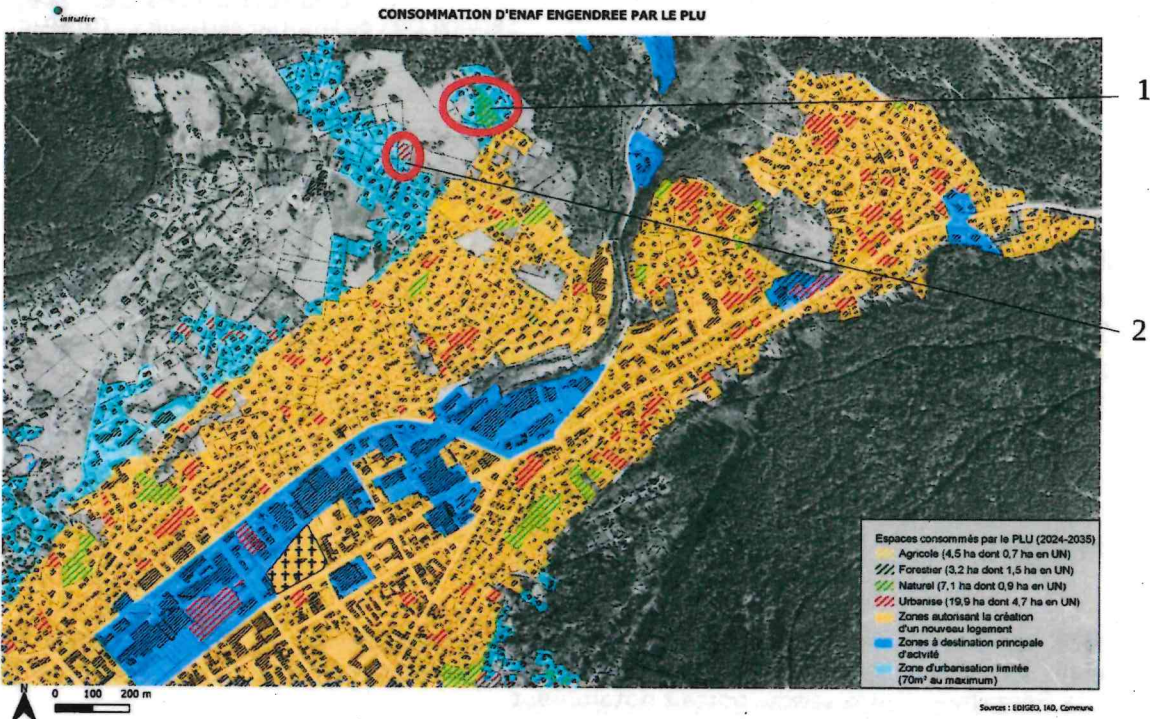 initiative
CONSOMMATION D'ENAF ENGENDREE PAR LE PLU
1
2
Espaces consommés par le PLU (2024-2035)
Agricole (4,5 ha dont 0,7 ha en UN)
Forestier (3,2 ha dont 1,5 ha en UN)
Naturel (7,1 ha dont 0,9 ha en UN)
Urbanise (19,9 ha dont 4,7 ha en UN)
Zones autorisant la création
d'un nouveau logement
Zones à destination principale
d'activité
Zone d'urbanisation limitée
(70m² au maximum)
N
0 100 200 m
Sources : EDIGEO, IAD, Commune